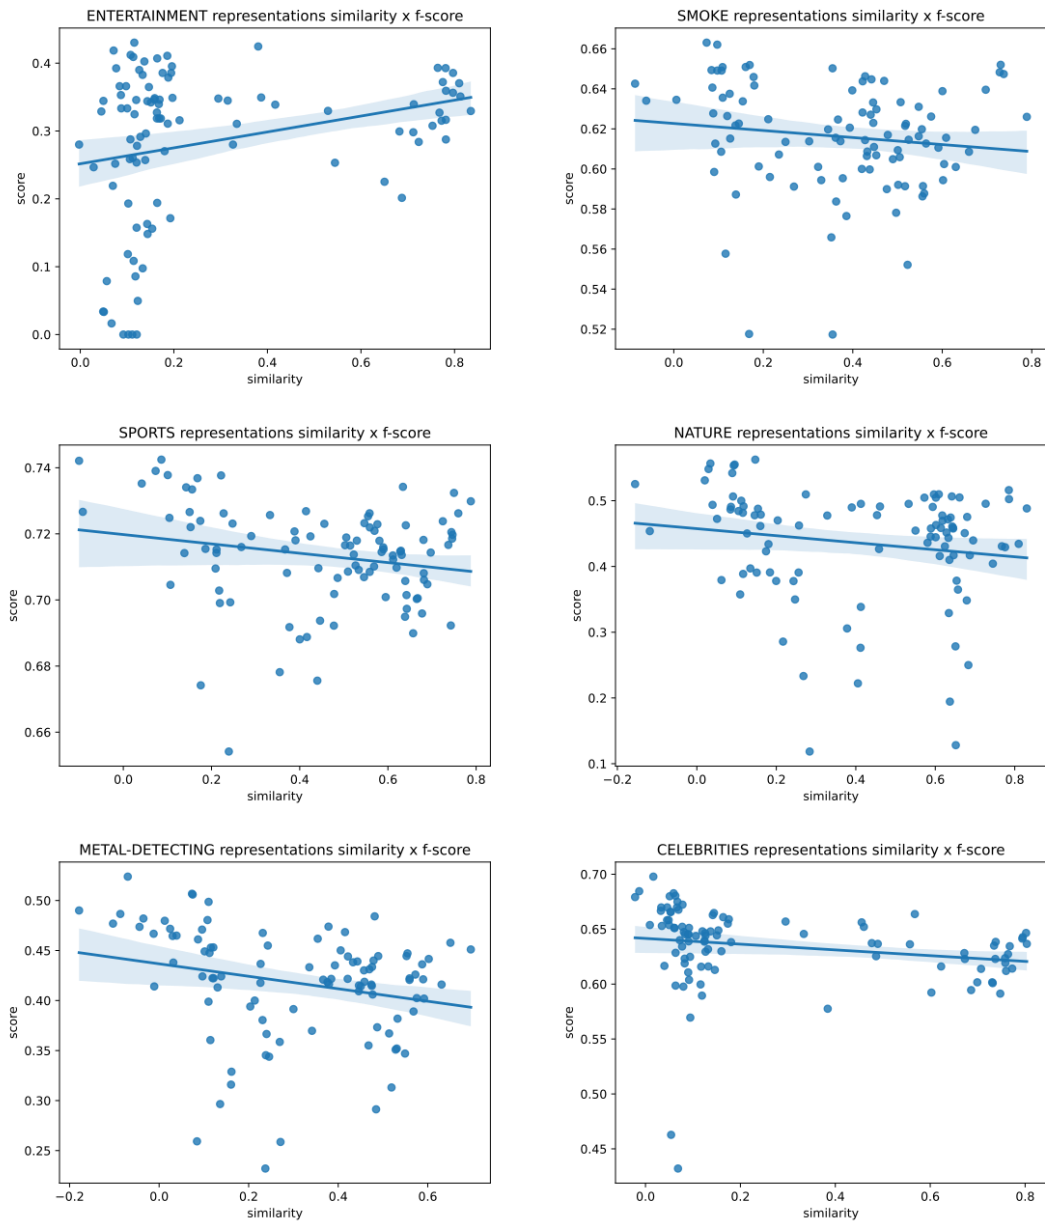 ENTERTAINMENT representations similarity x f-score
0.4
0.3
0.2
0.1
0.0
score
0.0 0.2 0.4 0.6 0.8
similarity
SMOKE representations similarity x f-score
0.66
0.64
0.62
0.60
0.58
0.56
0.54
0.52
score
0.0 0.2 0.4 0.6 0.8
similarity
SPORTS representations similarity x f-score
0.74
0.72
0.70
0.68
0.66
score
0.0 0.2 0.4 0.6 0.8
similarity
NATURE representations similarity x f-score
0.5
0.4
0.3
0.2
0.1
score
−0.2 0.0 0.2 0.4 0.6 0.8
similarity
METAL-DETECTING representations similarity x f-score
0.50
0.45
0.40
0.35
0.30
0.25
score
−0.2 0.0 0.2 0.4 0.6
similarity
CELEBRITIES representations similarity x f-score
0.70
0.65
0.60
0.55
0.50
0.45
score
0.0 0.2 0.4 0.6 0.8
similarity